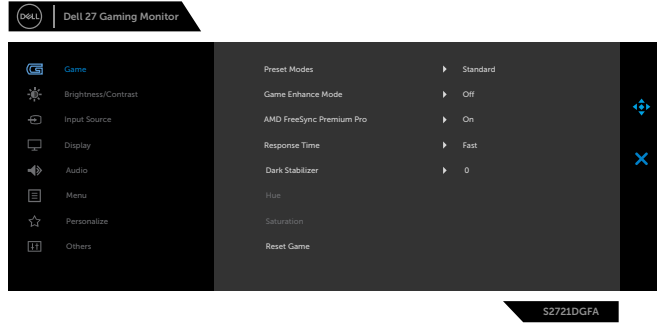 DELL Dell 27 Gaming Monitor
Game Preset Modes Standard
Brightness/Contrast Game Enhance Mode Off
Input Source AMD FreeSync Premium Pro On
Display Response Time Fast
Audio Dark Stabilizer 0
Menu Hue
Personalize Saturation
Others Reset Game
S2721DGFA